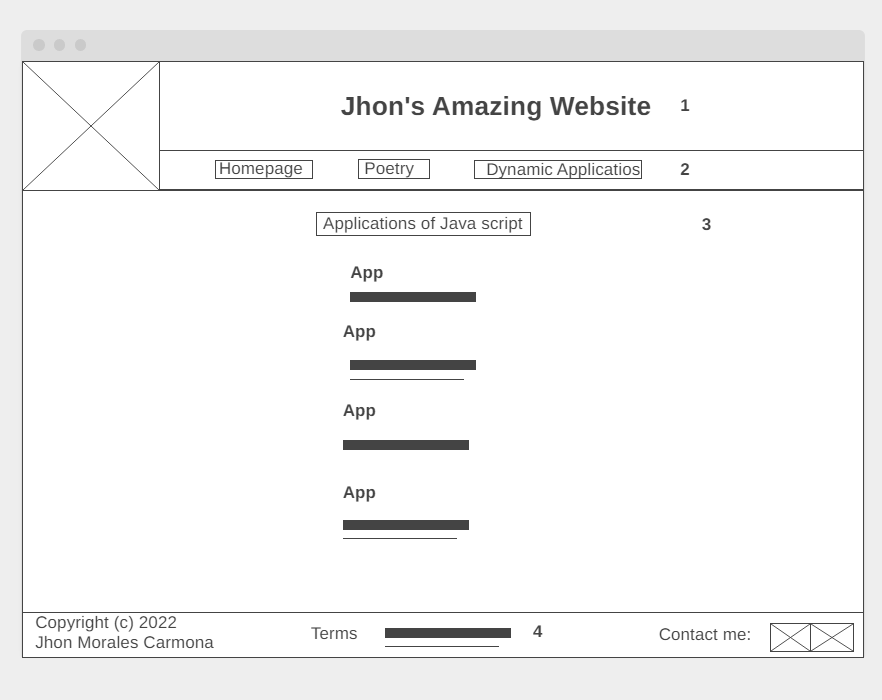 Jhon's Amazing Website 1
Homepage Poetry Dynamic Applicatios 2
Applications of Java script 3
App
App
App
App
Copyright (c) 2022
Jhon Morales Carmona
Terms 4
Contact me: